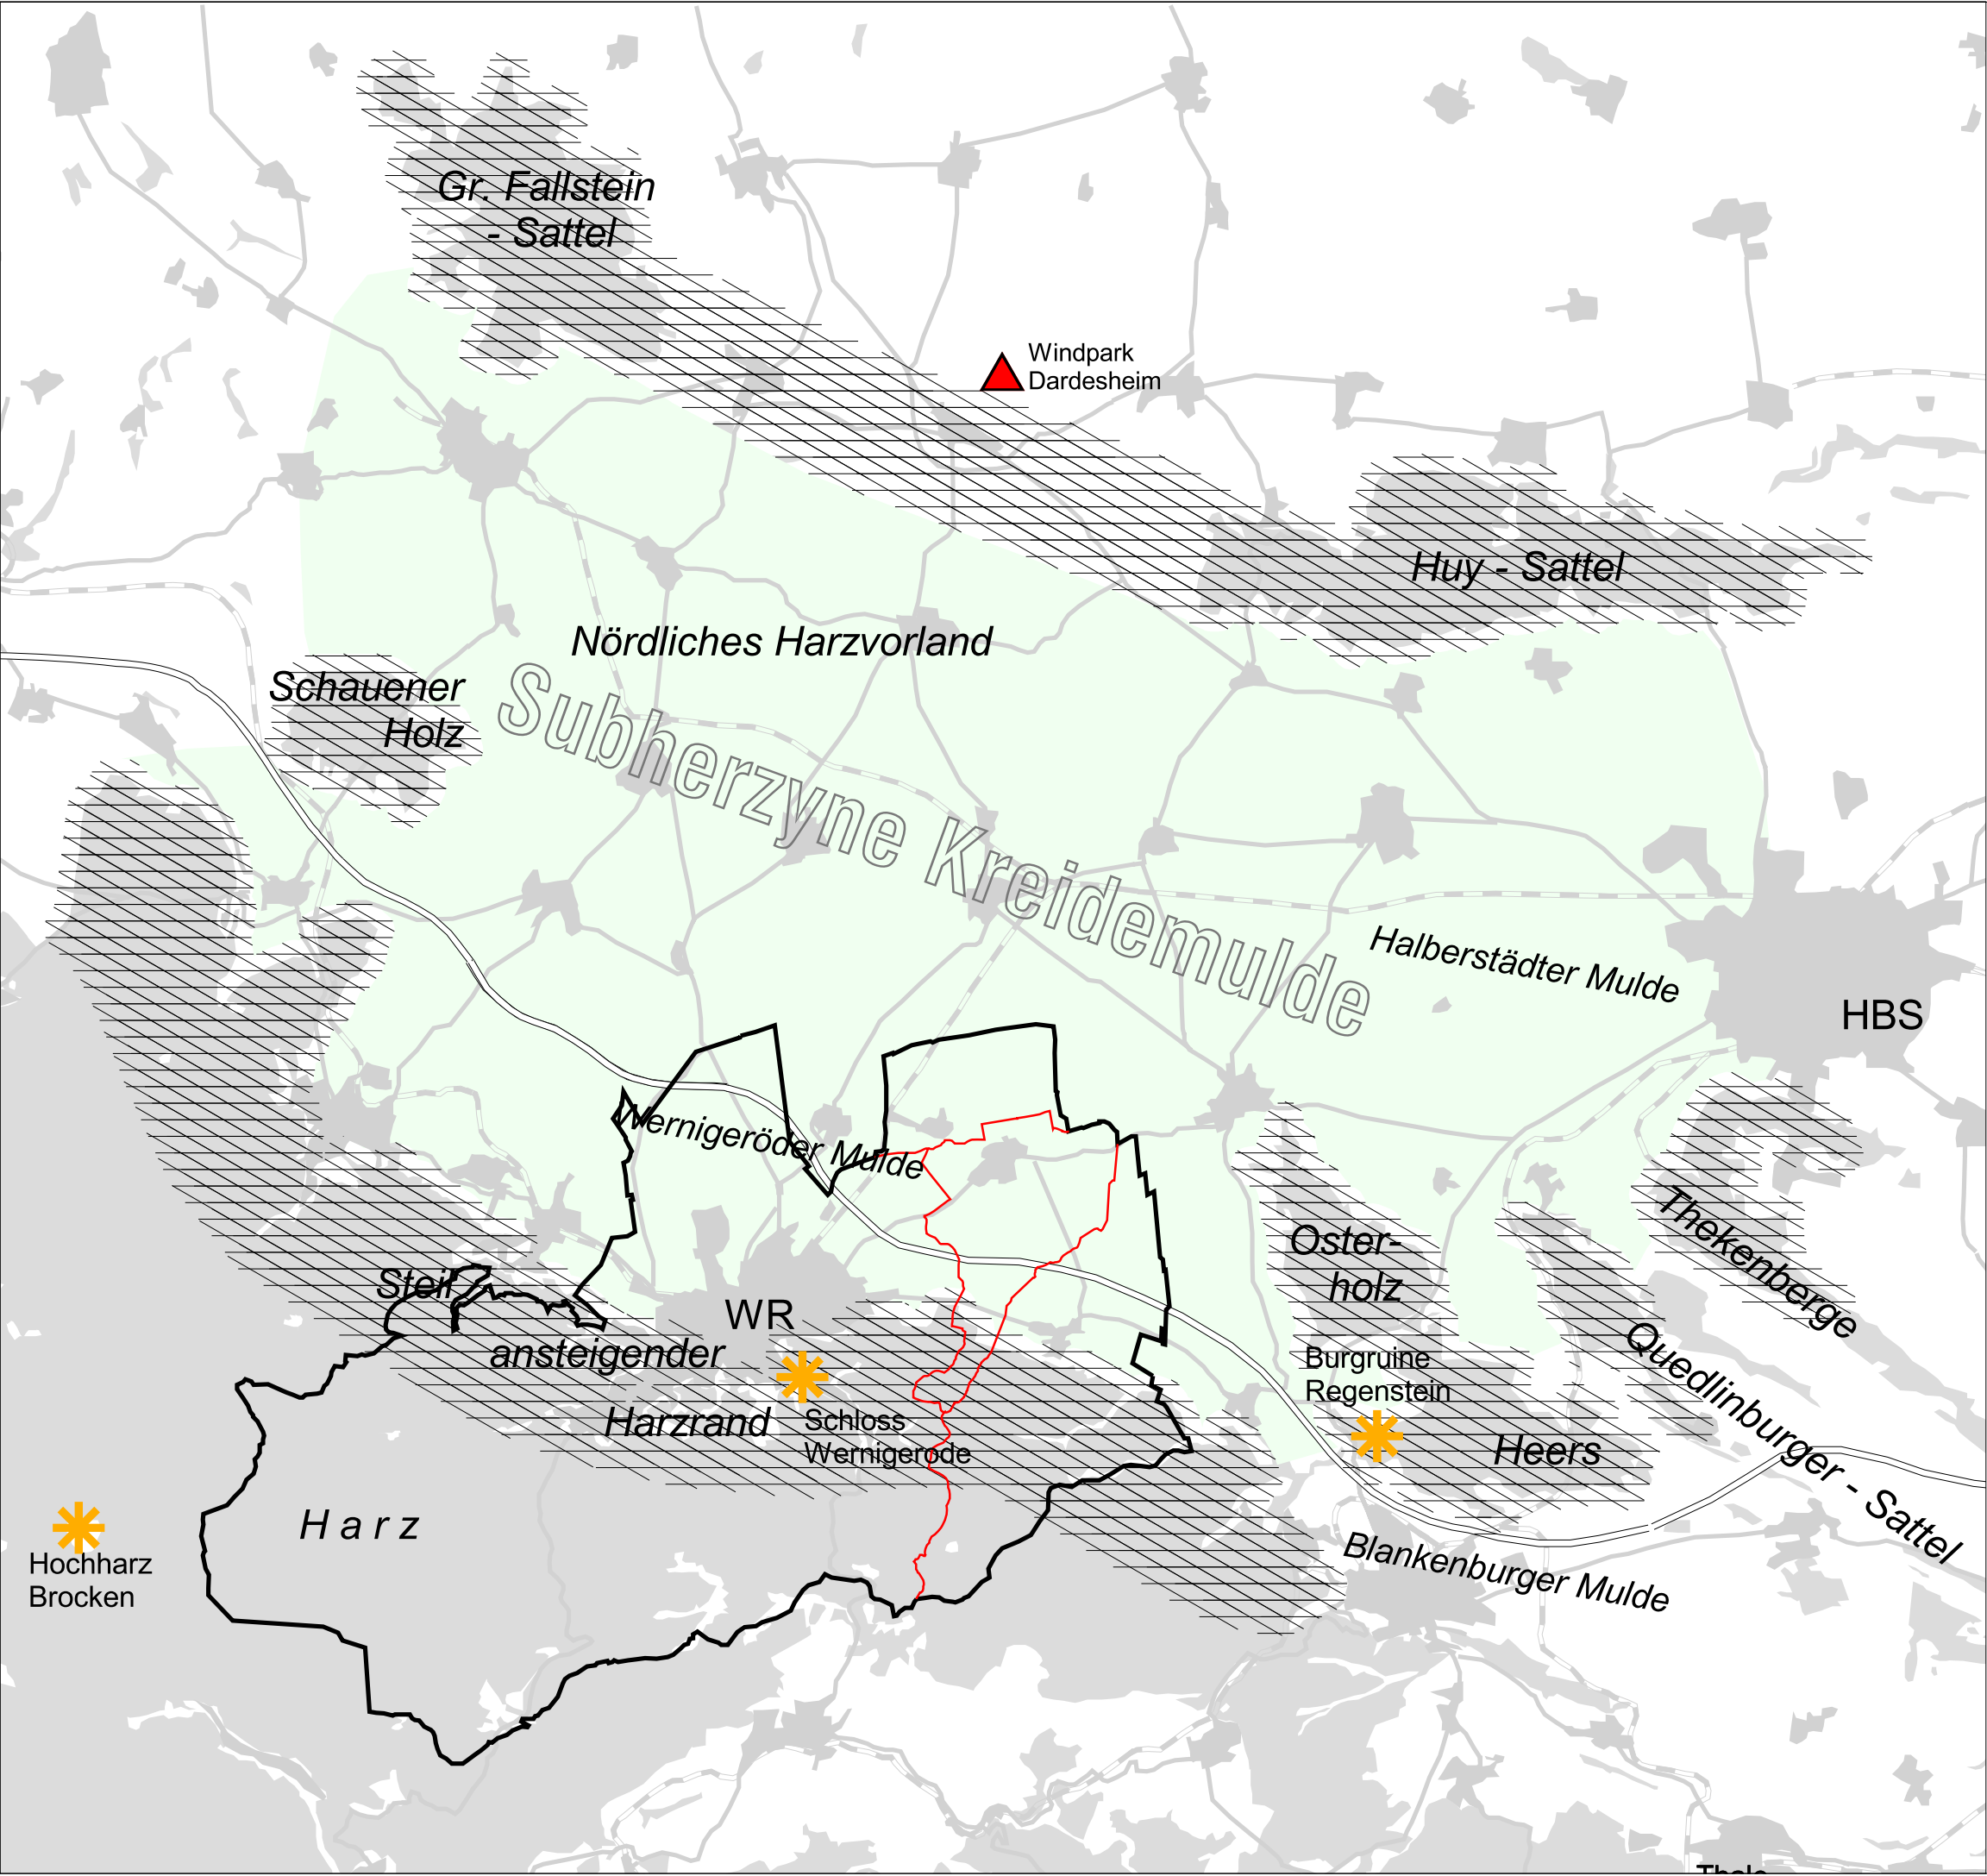 Gr. Fallstein
- Sattel
Windpark
Dardesheim
Huy - Sattel
Nördliches Harzvorland
Schauener
Holz
Subherzyne Kreidemulde
Halberstädter Mulde
HBS
Wernigeröder Mulde
Thekenberge
Oster-
holz
Steil
ansteigender
Harzrand
WR
Schloss
Wernigerode
Burgruine
Regenstein
Quedlinburger - Sattel
Heers
Harz
Hochharz
Brocken
Blankenburger Mulde
Thale